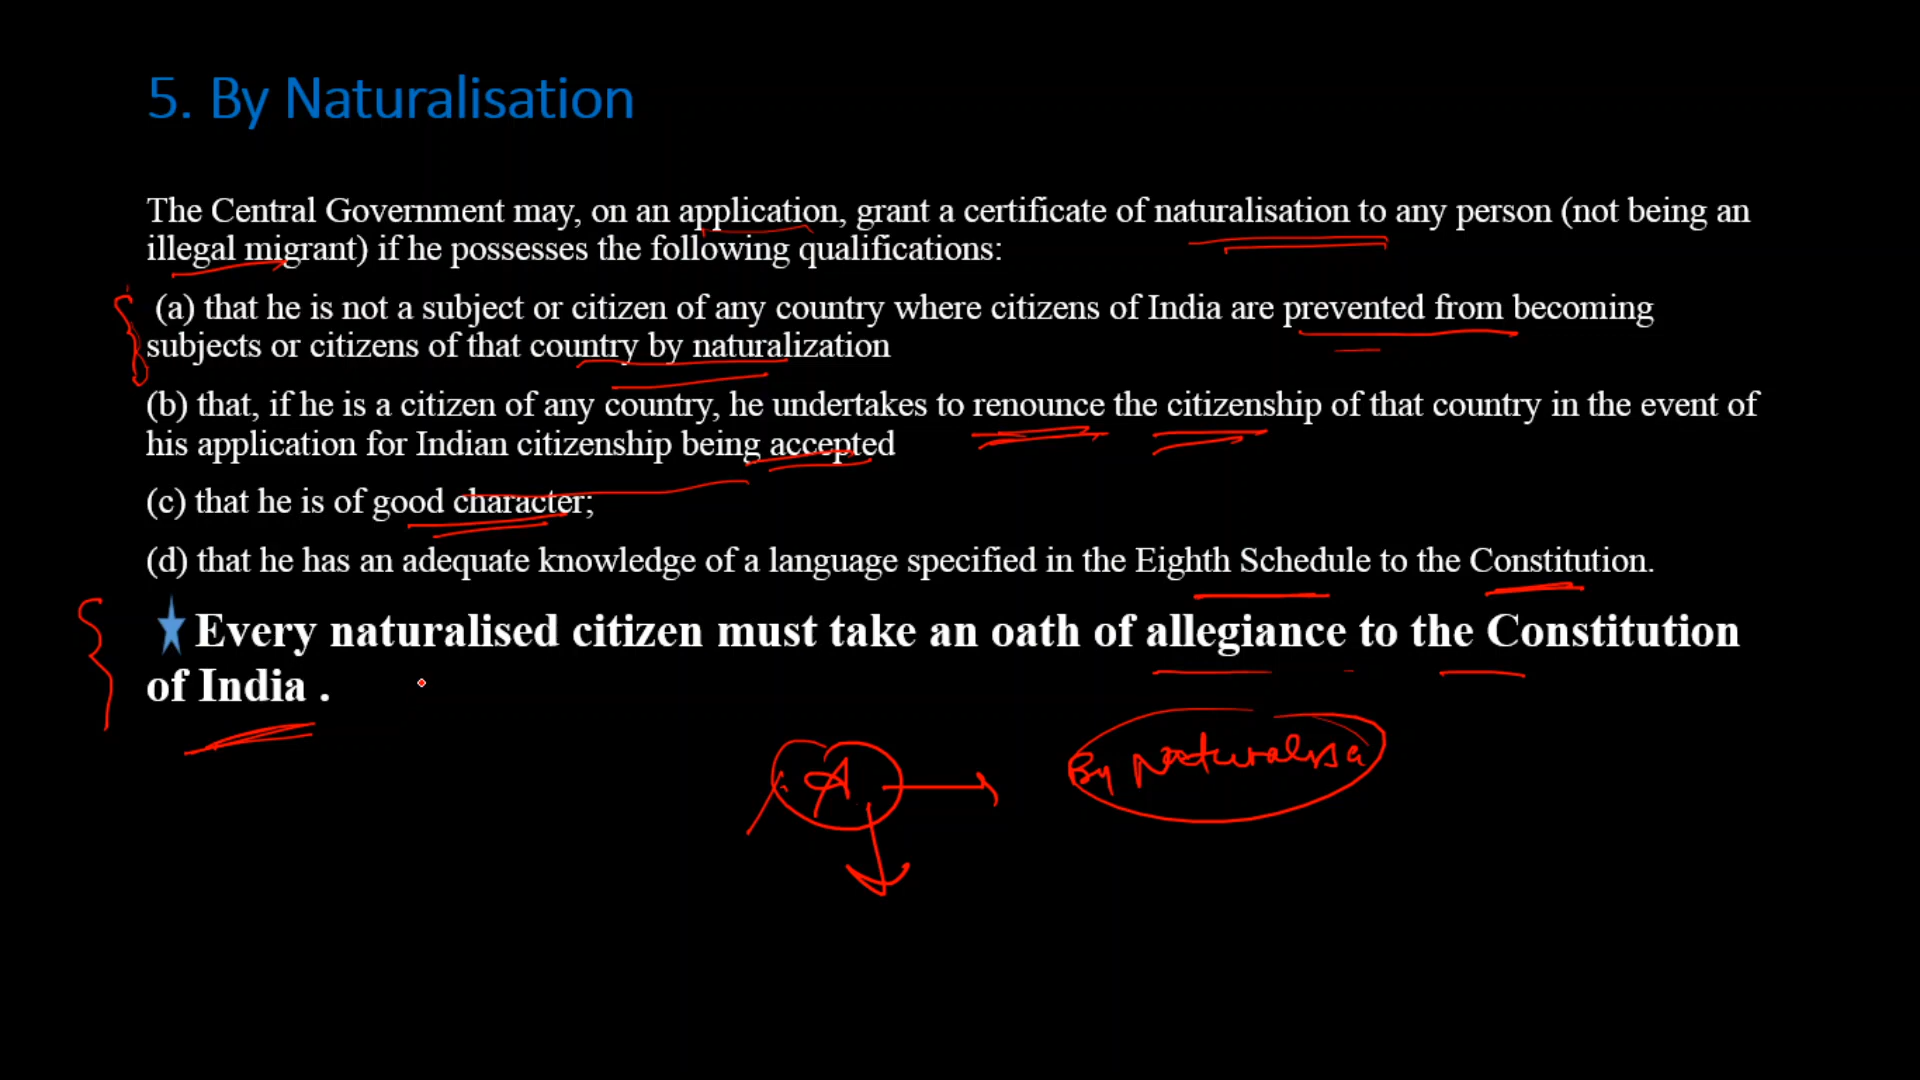 5. By Naturalisation
The Central Government may, on an application, grant a certificate of naturalisation to any person (not being an
illegal migrant) if he possesses the following qualifications:
(a) that he is not a subject or citizen of any country where citizens of India are prevented from becoming
subjects or citizens of that country by naturalization
(b) that, if he is a citizen of any country, he undertakes to renounce the citizenship of that country in the event of
his application for Indian citizenship being accepted
(c) that he is of good character;
(d) that he has an adequate knowledge of a language specified in the Eighth Schedule to the Constitution.
Every naturalised citizen must take an oath of allegiance to the Constitution
of India .
A
By Naturalisa